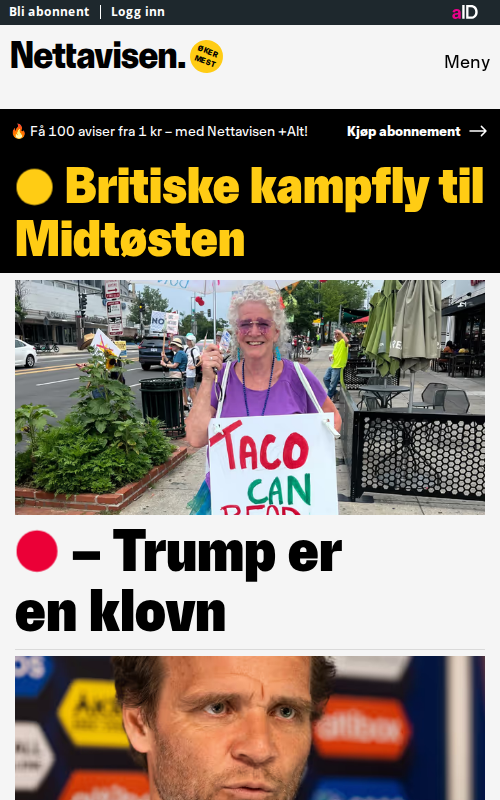 Bli abonnent | Logg inn
aID
Nettavisen.
ØKER
MEST
Meny
🔥 Få 100 aviser fra 1 kr – med Nettavisen +Alt!
Kjøp abonnement →
Britiske kampfly til
Midtøsten
NO
TACO
CAN
– Trump er
en klovn